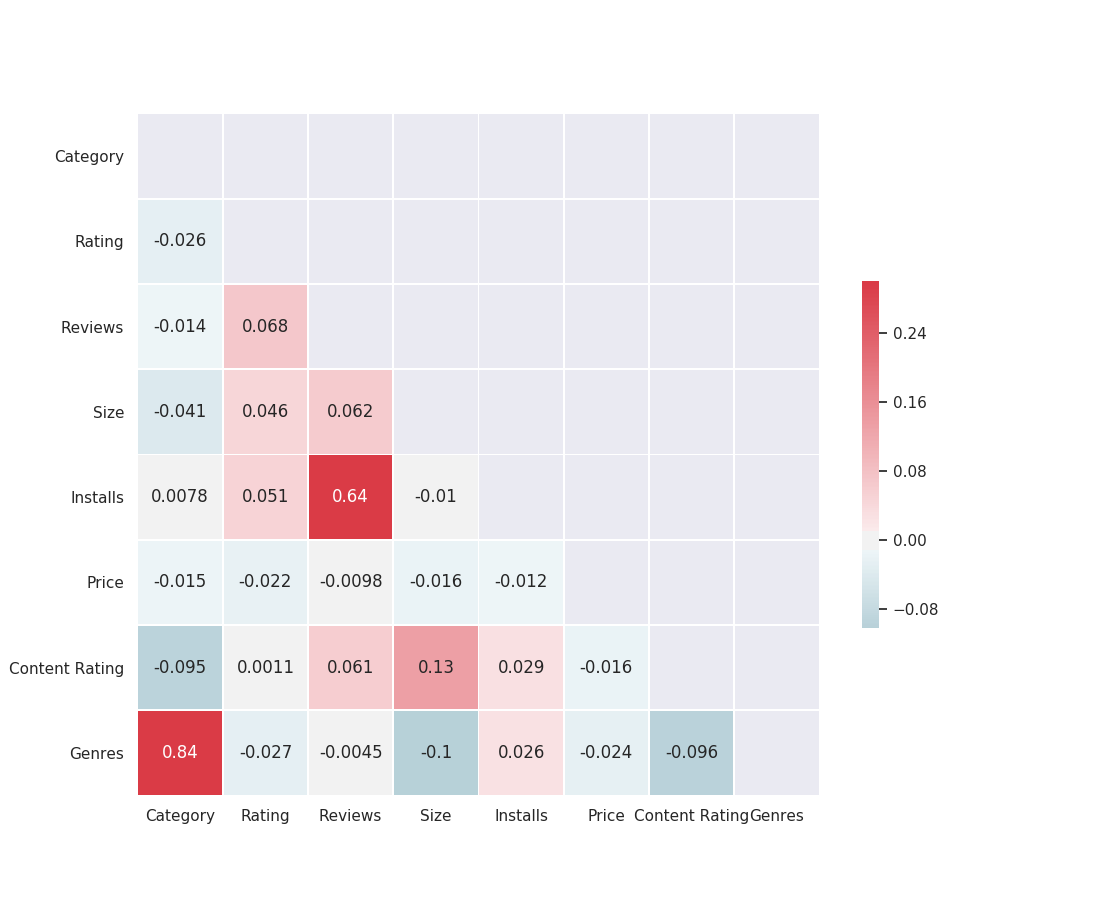 Category
Rating -0.026
Reviews -0.014 0.068
Size -0.041 0.046 0.062
Installs 0.0078 0.051 0.64 -0.01
Price -0.015 -0.022 -0.0098 -0.016 -0.012
Content Rating -0.095 0.0011 0.061 0.13 0.029 -0.016
Genres 0.84 -0.027 -0.0045 -0.1 0.026 -0.024 -0.096
Category Rating Reviews Size Installs Price Content Rating Genres
0.24
0.16
0.08
0.00
−0.08